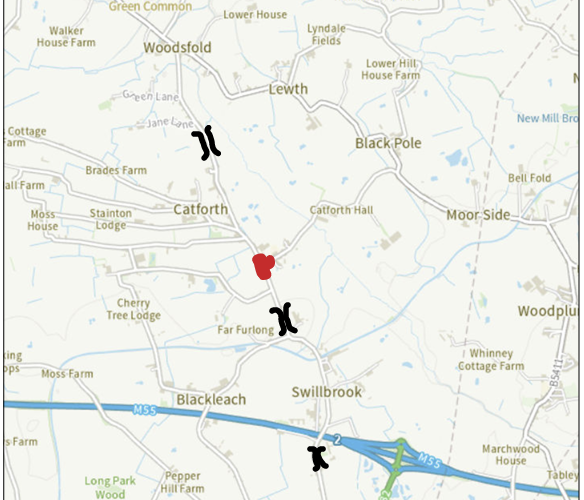 Green Common
Lower House
Walker
House Farm
Woodsfold
Lyndale
Fields
Lower Hill
House Farm
Lewth
Green Lane
Jane Lane
New Mill Bro
Cottage
Farm
Black Pole
Brades Farm
all Farm
Bell Fold
Moss
House
Stainton
Lodge
Catforth
Catforth Hall
Moor Side
Cherry
Tree Lodge
Woodplu
Far Furlong
king
ops
Moss Farm
Whinney
Cottage Farm
B5411
Swillbrook
Blackleach
M55
2
M55
s Farm
Marchwood
House
Long Park
Wood
Pepper
Hill Farm
Table